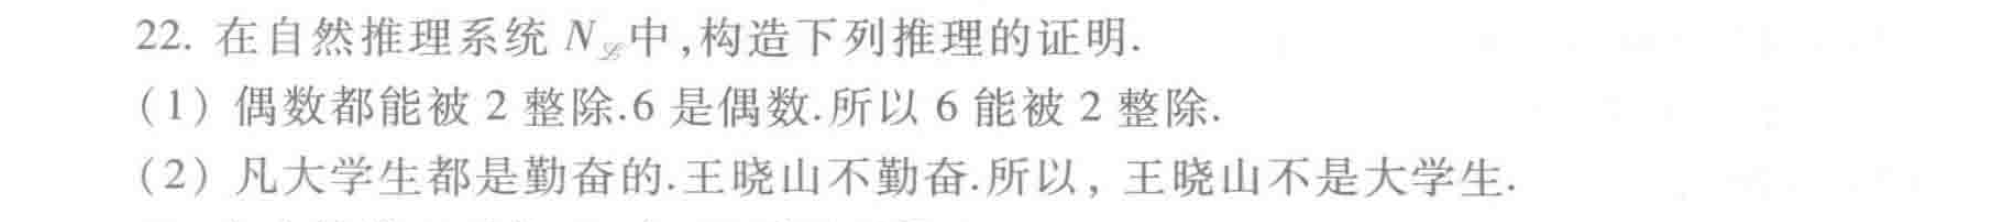 22. 在自然推理系统 N𝓛 中,构造下列推理的证明.
(1) 偶数都能被 2 整除.6 是偶数.所以 6 能被 2 整除.
(2) 凡大学生都是勤奋的.王晓山不勤奋.所以, 王晓山不是大学生.